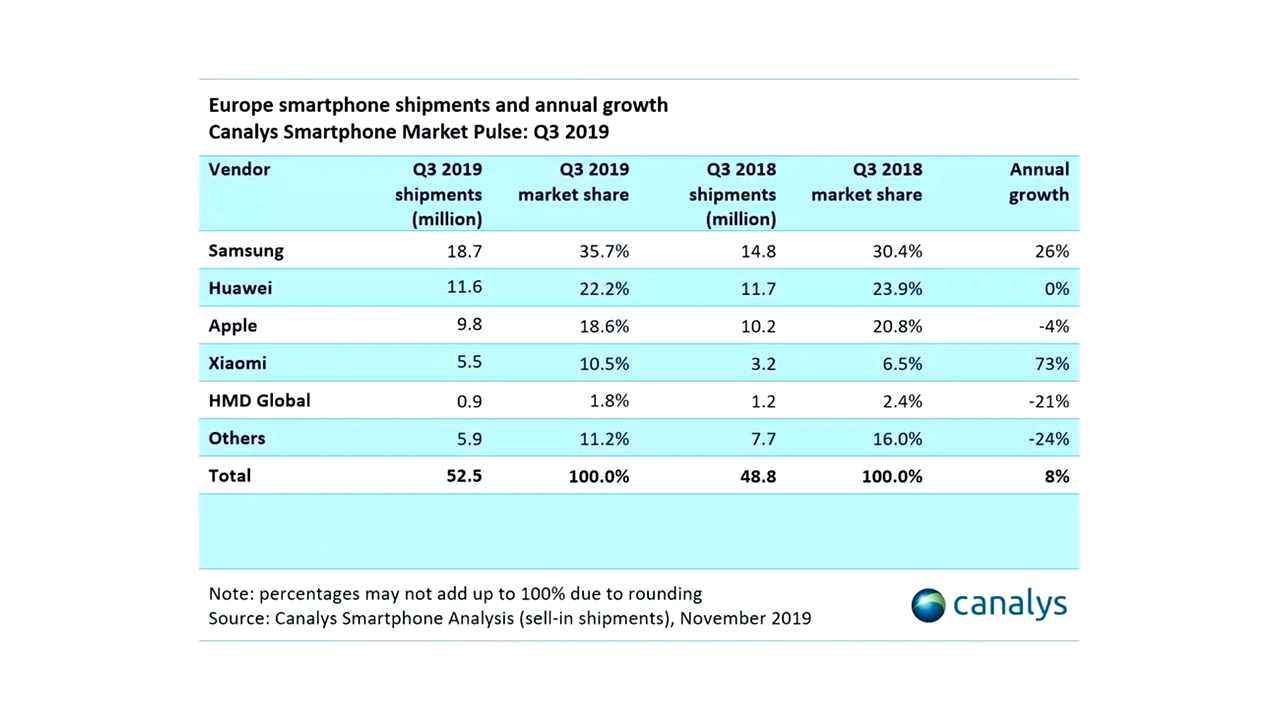 Europe smartphone shipments and annual growth
Canalys Smartphone Market Pulse: Q3 2019
Vendor Q3 2019 shipments (million) Q3 2019 market share Q3 2018 shipments (million) Q3 2018 market share Annual growth
Samsung 18.7 35.7% 14.8 30.4% 26%
Huawei 11.6 22.2% 11.7 23.9% 0%
Apple 9.8 18.6% 10.2 20.8% -4%
Xiaomi 5.5 10.5% 3.2 6.5% 73%
HMD Global 0.9 1.8% 1.2 2.4% -21%
Others 5.9 11.2% 7.7 16.0% -24%
Total 52.5 100.0% 48.8 100.0% 8%
Note: percentages may not add up to 100% due to rounding
Source: Canalys Smartphone Analysis (sell-in shipments), November 2019
canalys